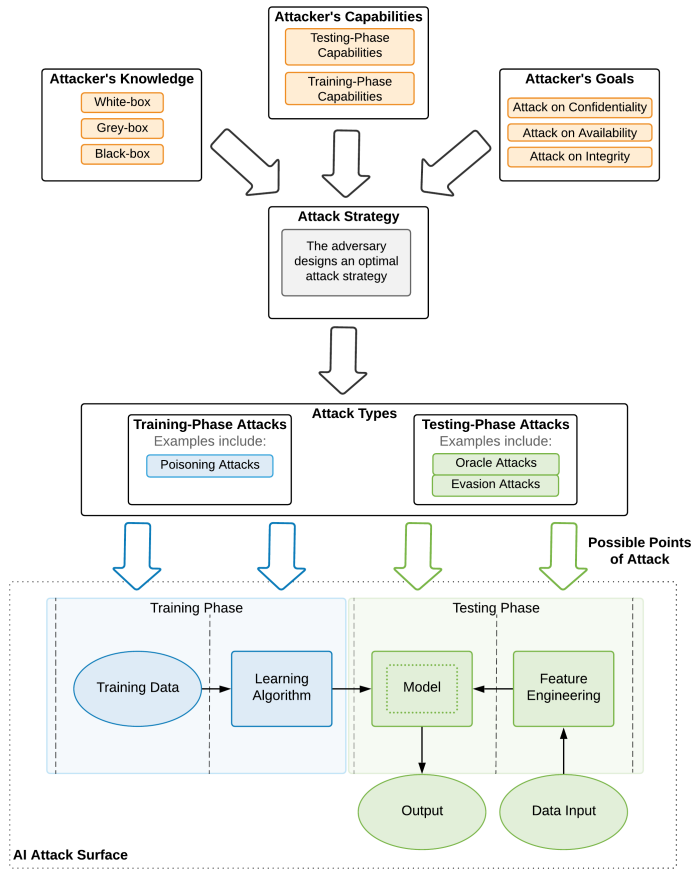 Attacker's Capabilities
Testing-Phase
Capabilities
Training-Phase
Capabilities
Attacker's Knowledge
White-box
Grey-box
Black-box
Attacker's Goals
Attack on Confidentiality
Attack on Availability
Attack on Integrity
Attack Strategy
The adversary
designs an optimal
attack strategy
Attack Types
Training-Phase Attacks
Examples include:
Poisoning Attacks
Testing-Phase Attacks
Examples include:
Oracle Attacks
Evasion Attacks
Possible Points
of Attack
Training Phase
Testing Phase
Training Data
Learning
Algorithm
Model
Feature
Engineering
Output
Data Input
AI Attack Surface